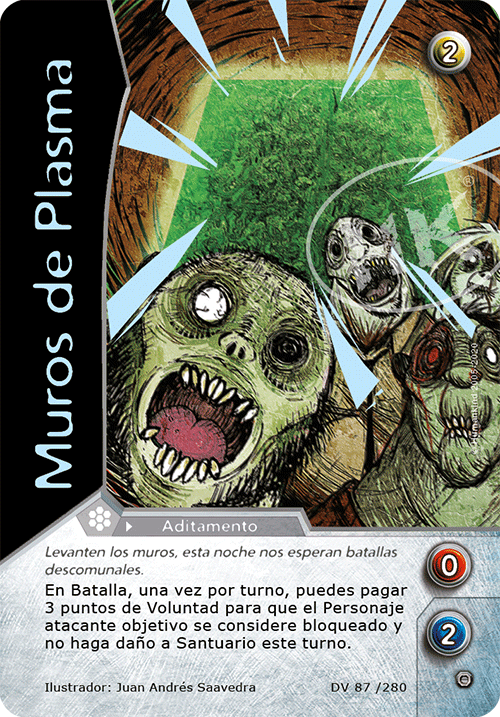 2
Muros de Plasma
Aditamento
Levanten los muros, esta noche nos esperan batallas
descomunales.
En Batalla, una vez por turno, puedes pagar
3 puntos de Voluntad para que el Personaje
atacante objetivo se considere bloqueado y
no haga daño a Santuario este turno.
0
2
Ilustrador: Juan Andrés Saavedra
DV 87 /280